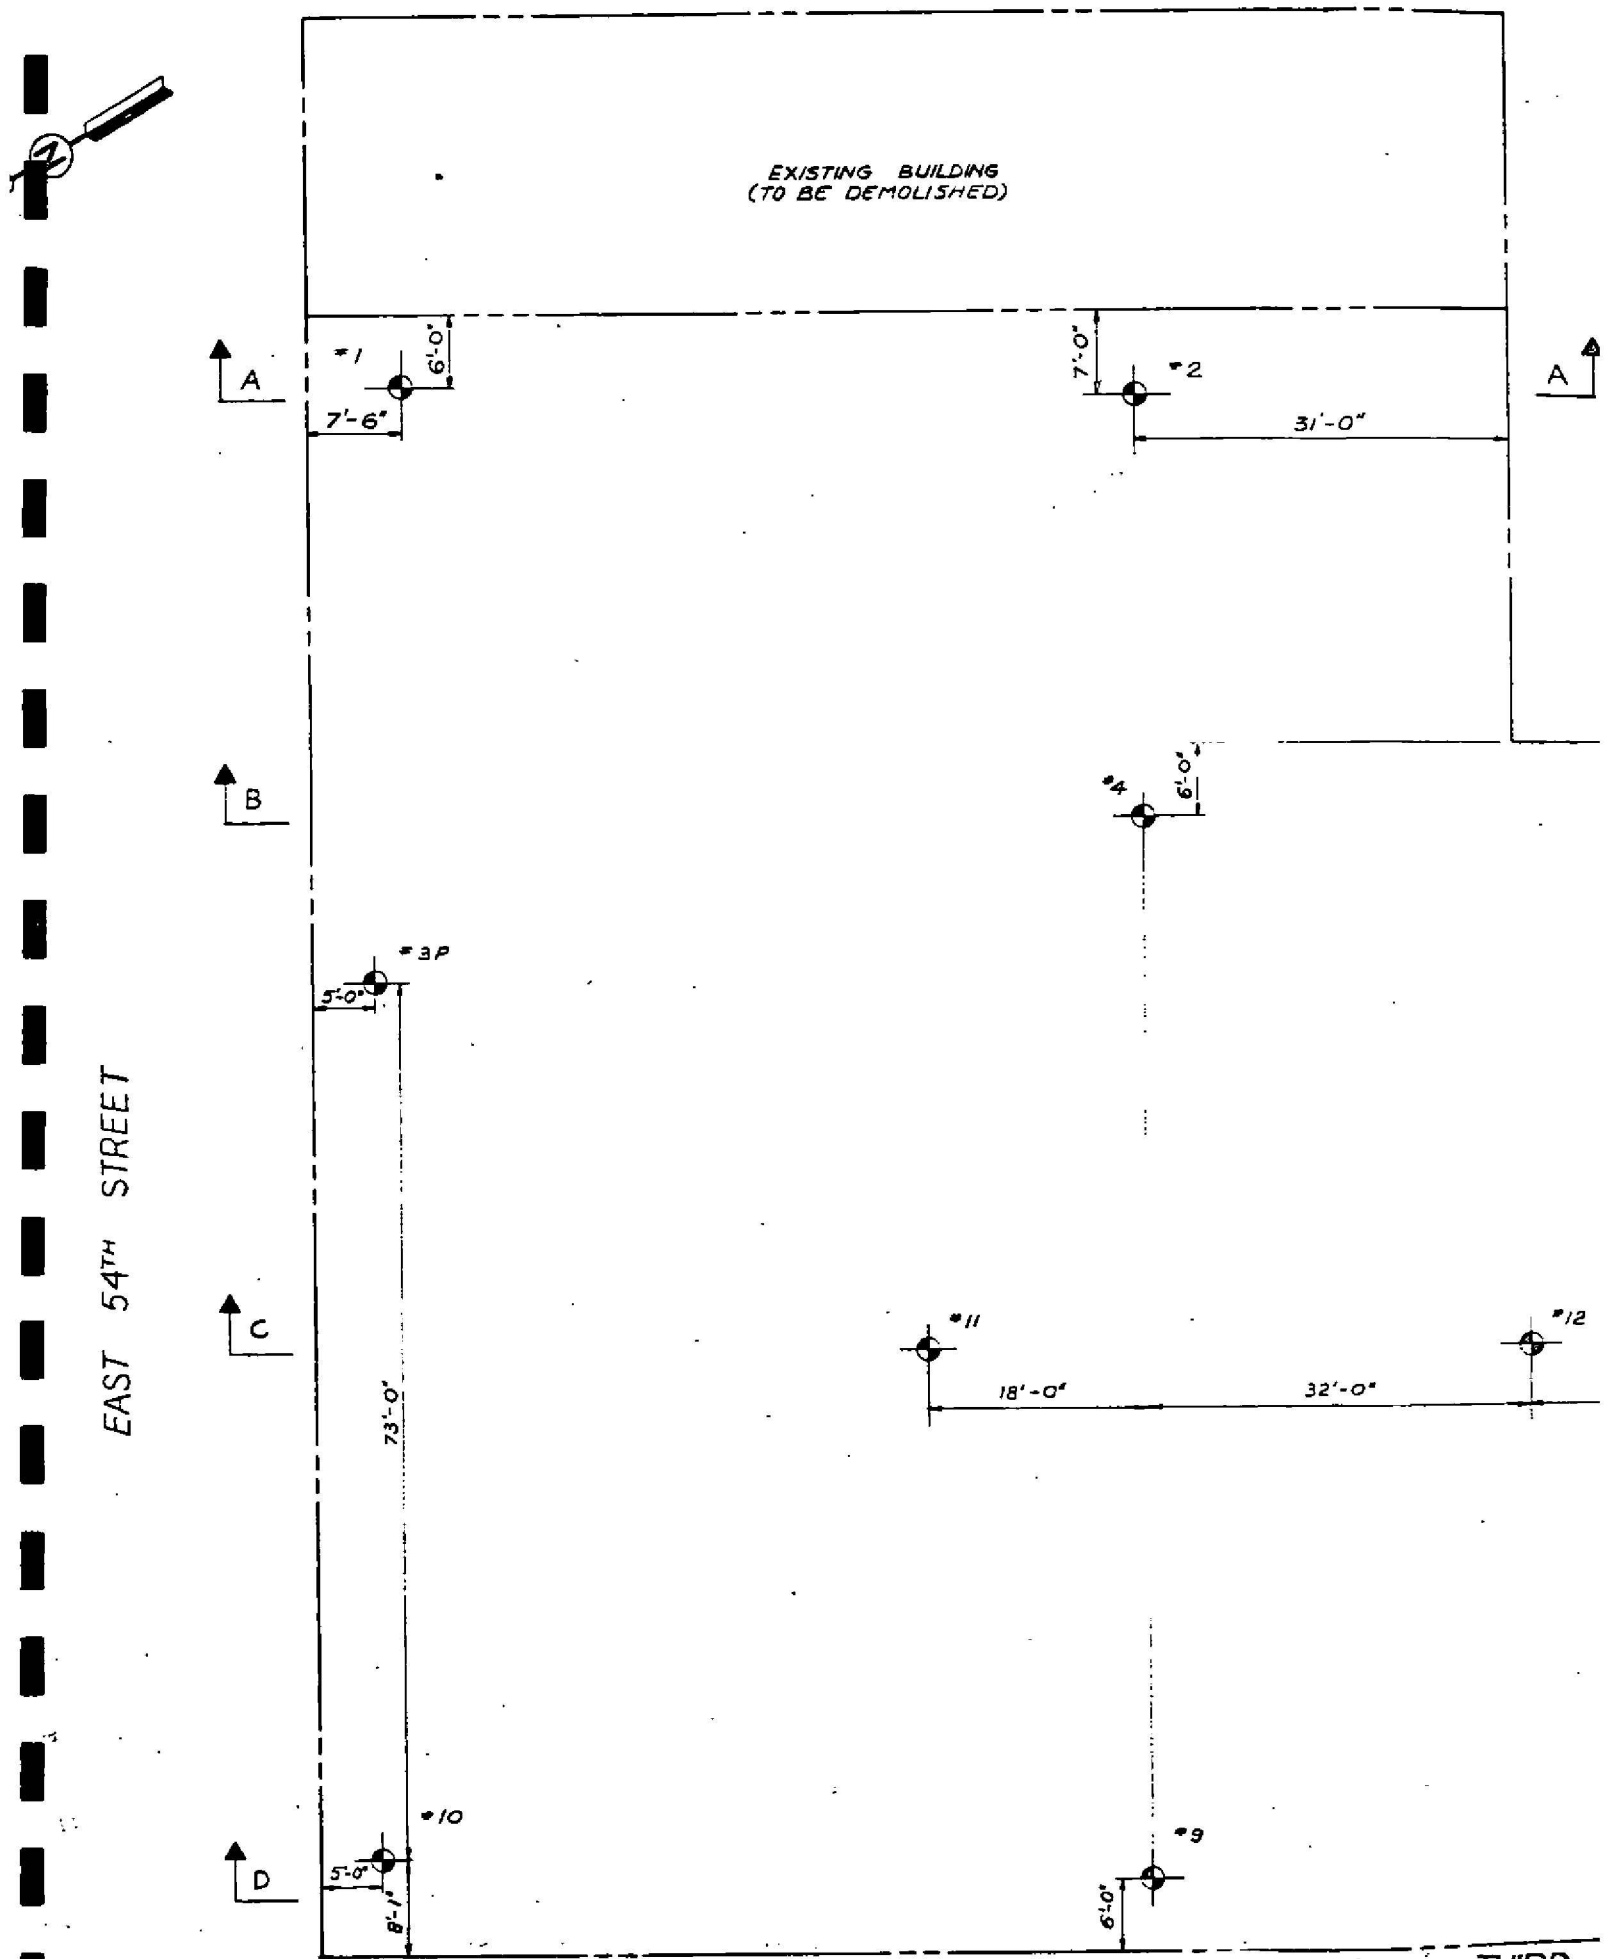 N
EXISTING BUILDING
(TO BE DEMOLISHED)
#1
6'-0"
7'-0"
#2
A
A
7'-6"
31'-0"
B
#4
6'-0"
#3P
5'-0"
EAST 54TH STREET
C
#11
#12
18'-0"
32'-0"
73'-0"
#10
#9
D
5'-0"
8'-1"
6'-0"